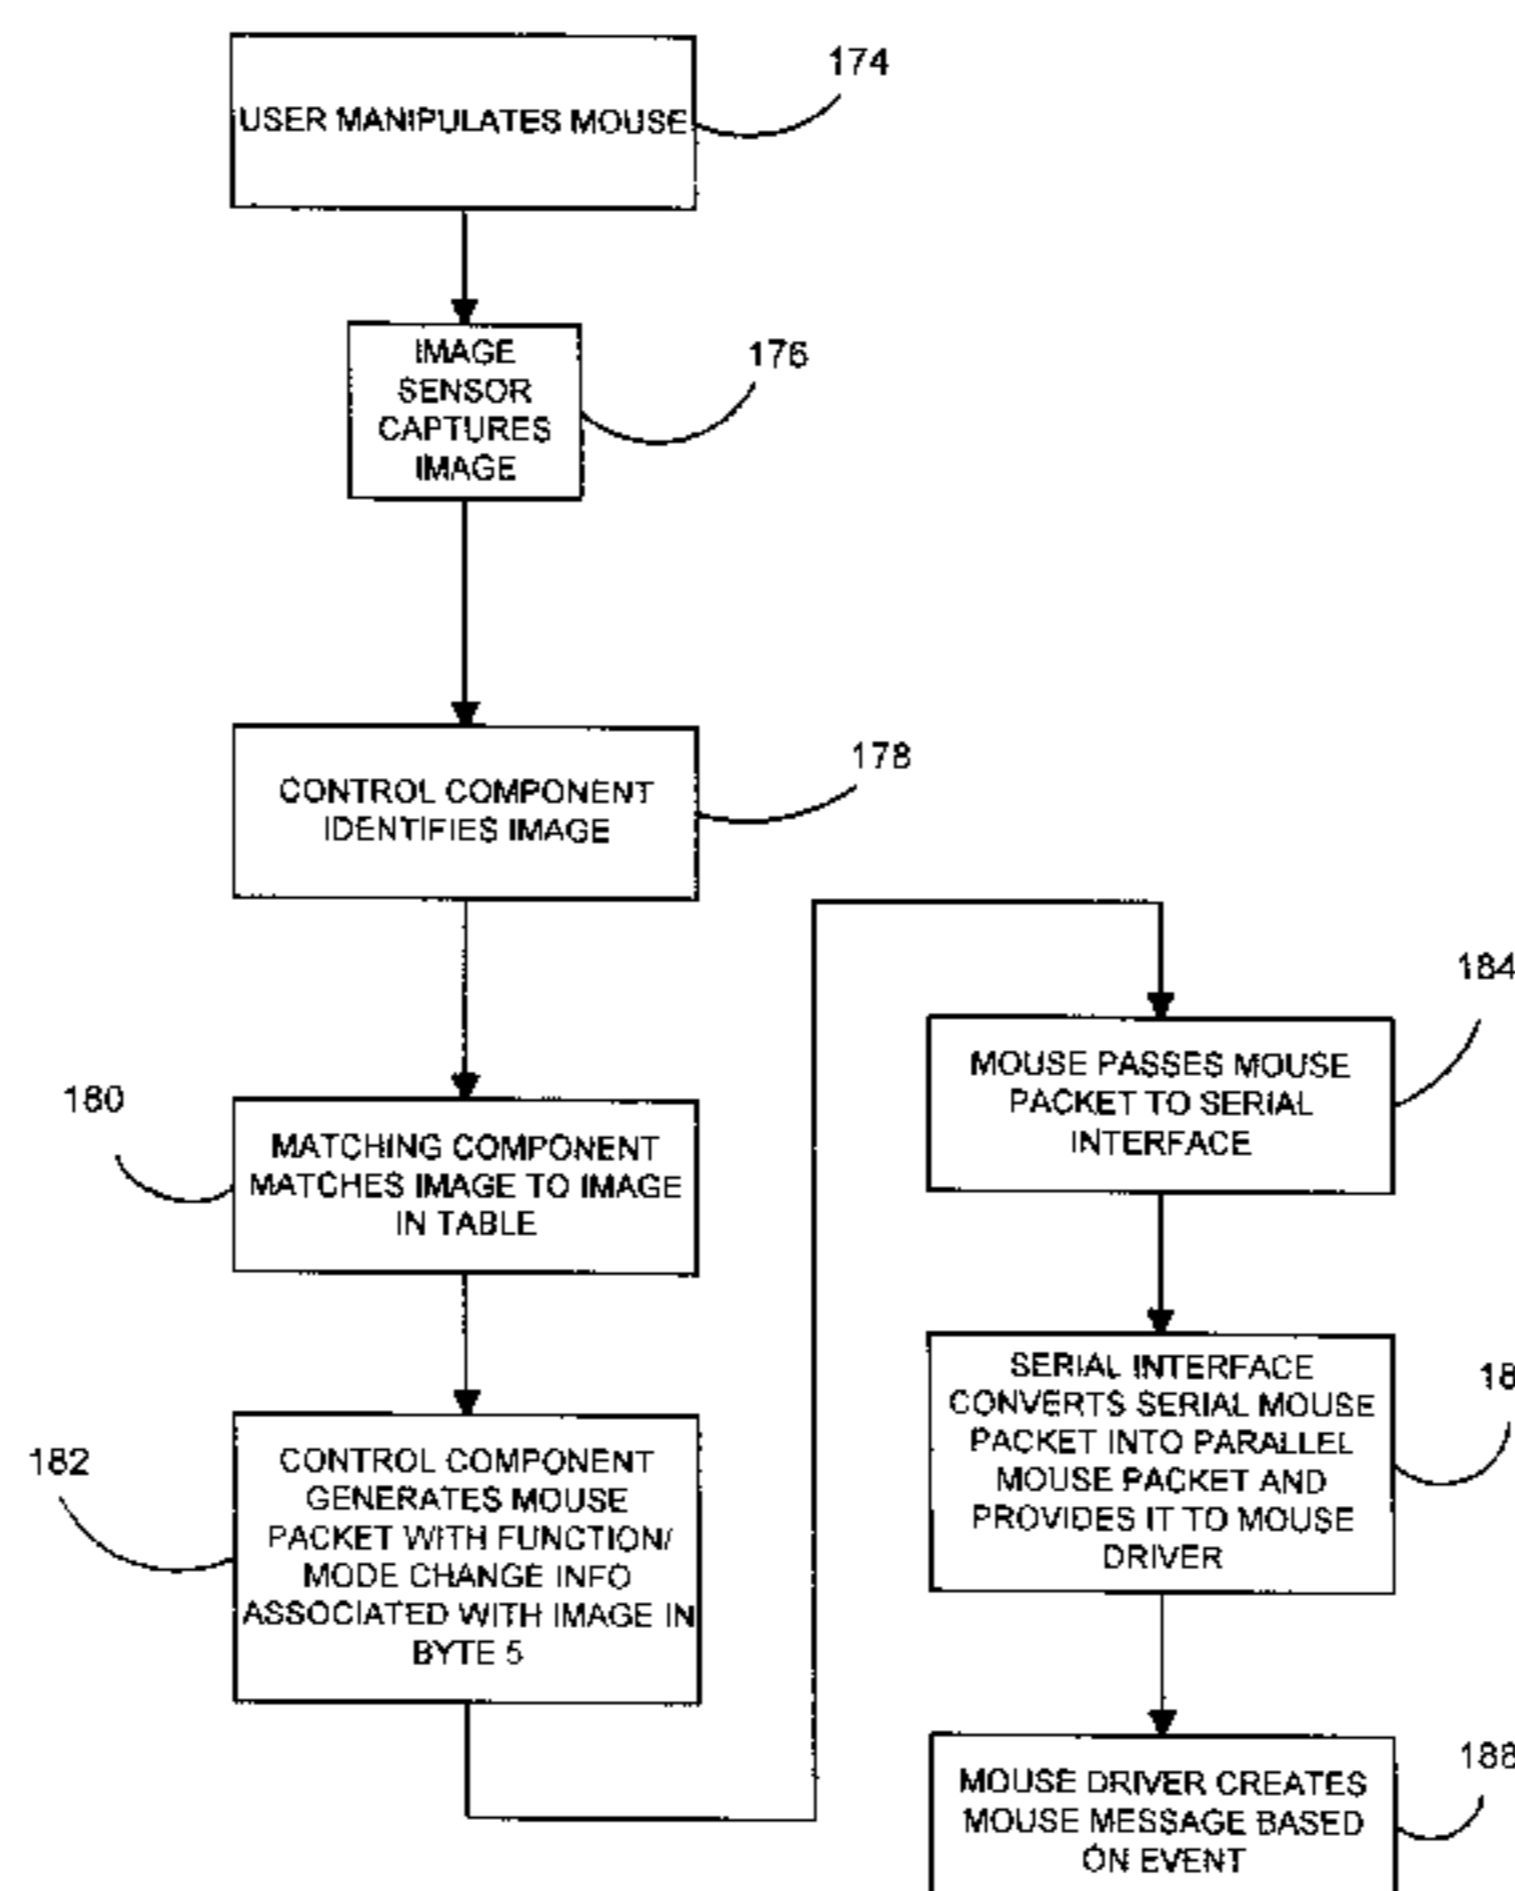 174
USER MANIPULATES MOUSE
176
IMAGE
SENSOR
CAPTURES
IMAGE
178
CONTROL COMPONENT
IDENTIFIES IMAGE
180
MATCHING COMPONENT
MATCHES IMAGE TO IMAGE
IN TABLE
182
CONTROL COMPONENT
GENERATES MOUSE
PACKET WITH FUNCTION/
MODE CHANGE INFO
ASSOCIATED WITH IMAGE IN
BYTE 5
184
MOUSE PASSES MOUSE
PACKET TO SERIAL
INTERFACE
SERIAL INTERFACE
CONVERTS SERIAL MOUSE
PACKET INTO PARALLEL
MOUSE PACKET AND
PROVIDES IT TO MOUSE
DRIVER
188
MOUSE DRIVER CREATES
MOUSE MESSAGE BASED
ON EVENT